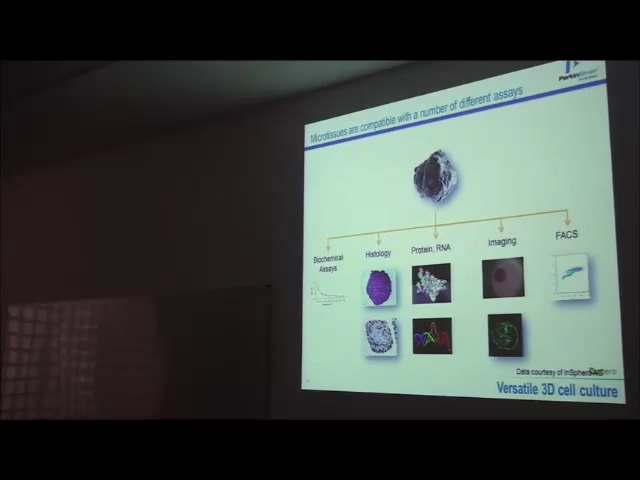 PerkinElmer
Microtissues are compatible with a number of different assays
Biochemical
Assays
Histology
Protein, RNA
Imaging
FACS
Data courtesy of InSphero AG
Versatile 3D cell culture